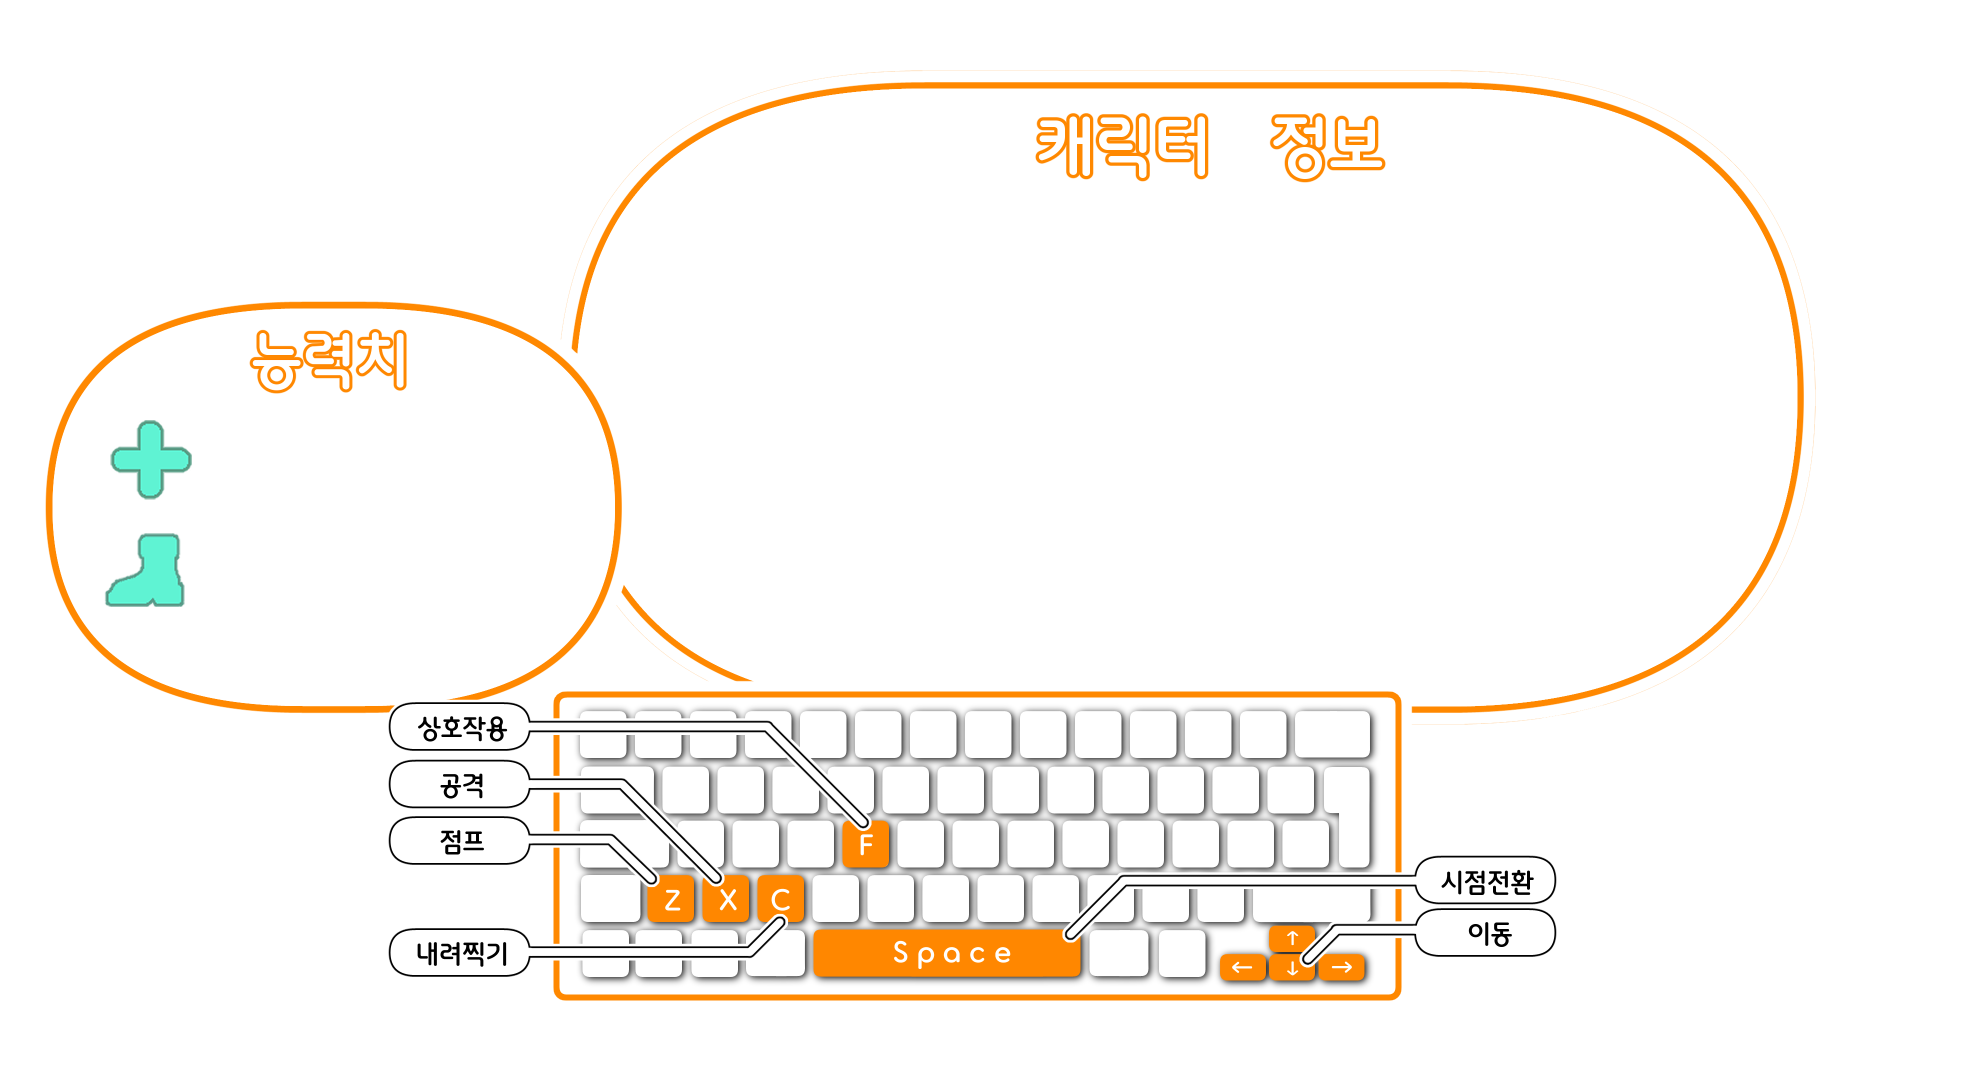 캐릭터 정보
능력치
상호작용
공격
점프
내려찍기
F
Z X C
Space
↑
← ↓ →
시점전환
이동